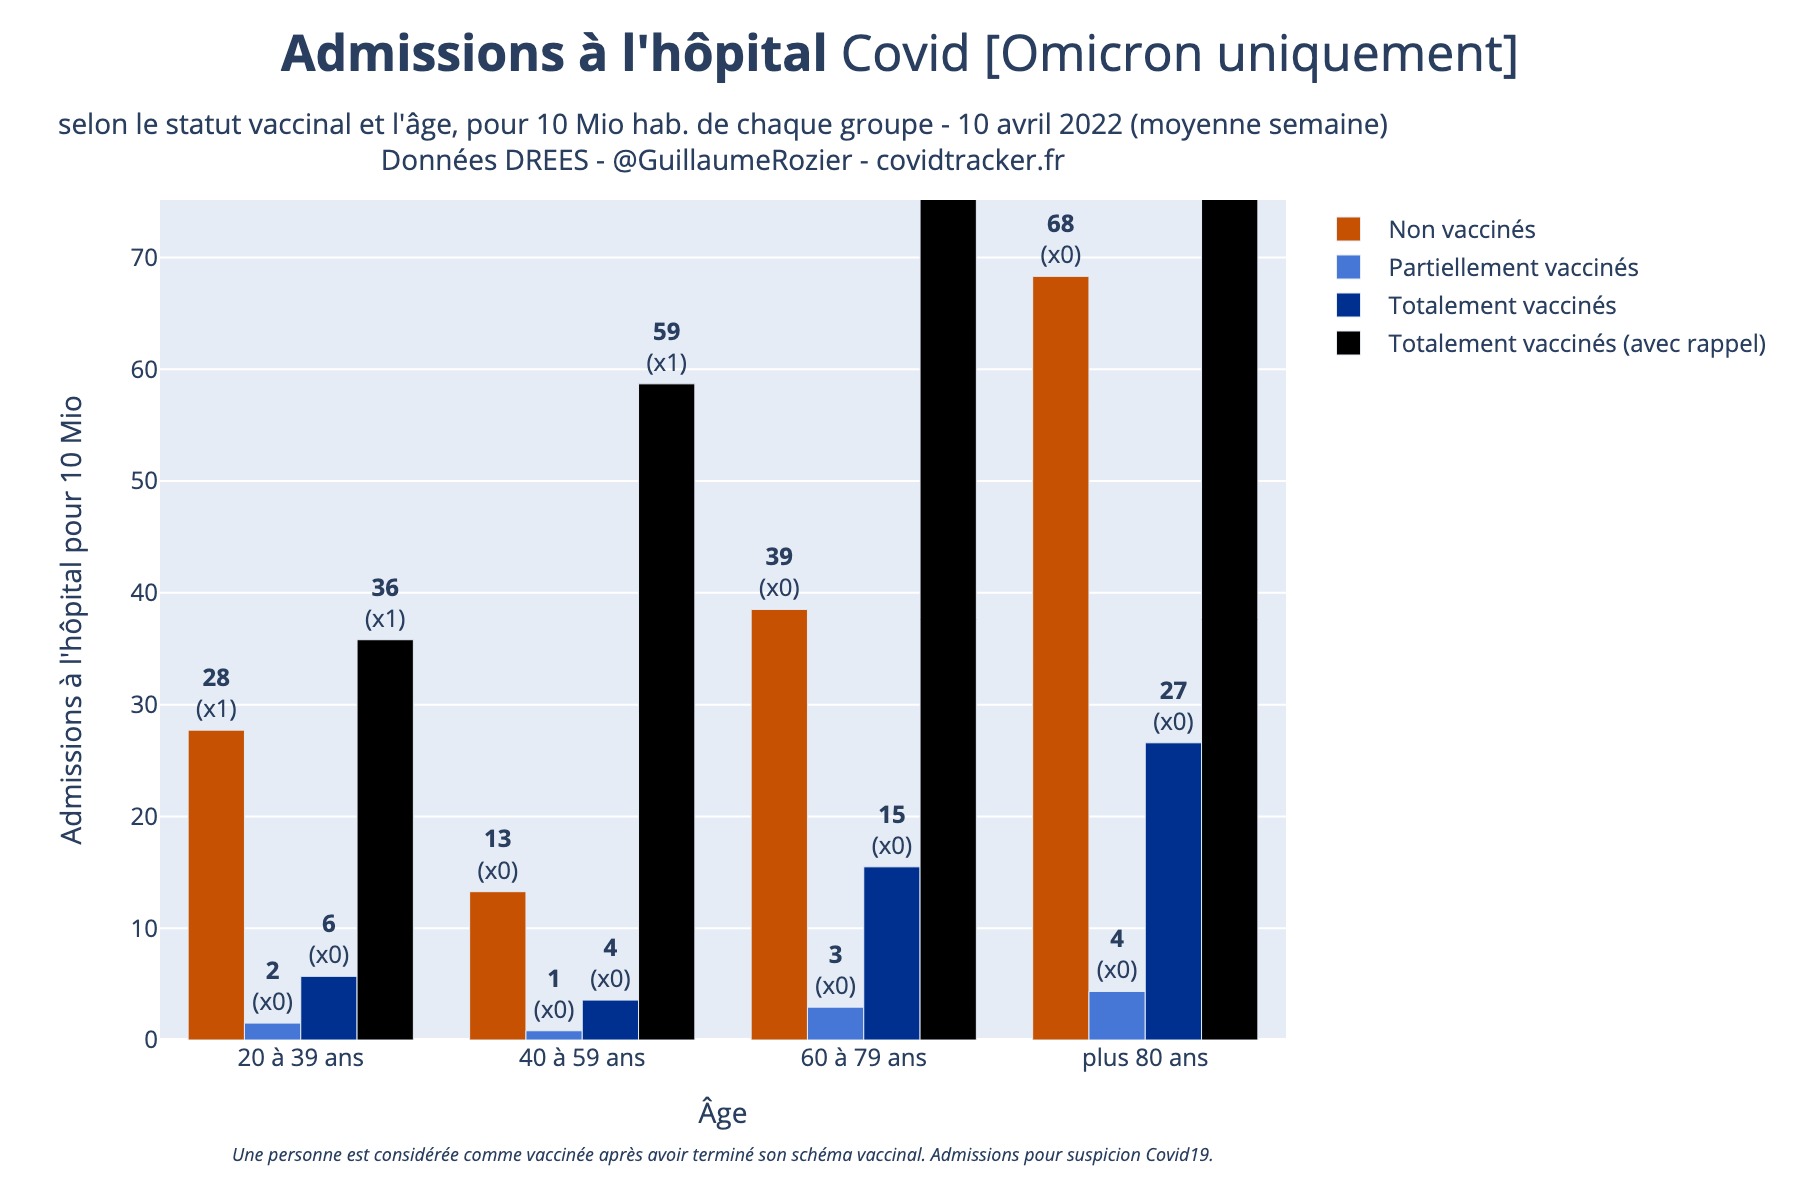 Admissions à l'hôpital Covid [Omicron uniquement]
selon le statut vaccinal et l'âge, pour 10 Mio hab. de chaque groupe - 10 avril 2022 (moyenne semaine)
Données DREES - @GuillaumeRozier - covidtracker.fr
Non vaccinés
Partiellement vaccinés
Totalement vaccinés
Totalement vaccinés (avec rappel)
Admissions à l'hôpital pour 10 Mio
70
60
50
40
30
20
10
0
28
(x1)
2
(x0)
6
(x0)
36
(x1)
13
(x0)
1
(x0)
4
(x0)
59
(x1)
39
(x0)
3
(x0)
15
(x0)
68
(x0)
4
(x0)
27
(x0)
20 à 39 ans
40 à 59 ans
60 à 79 ans
plus 80 ans
Âge
Une personne est considérée comme vaccinée après avoir terminé son schéma vaccinal. Admissions pour suspicion Covid19.